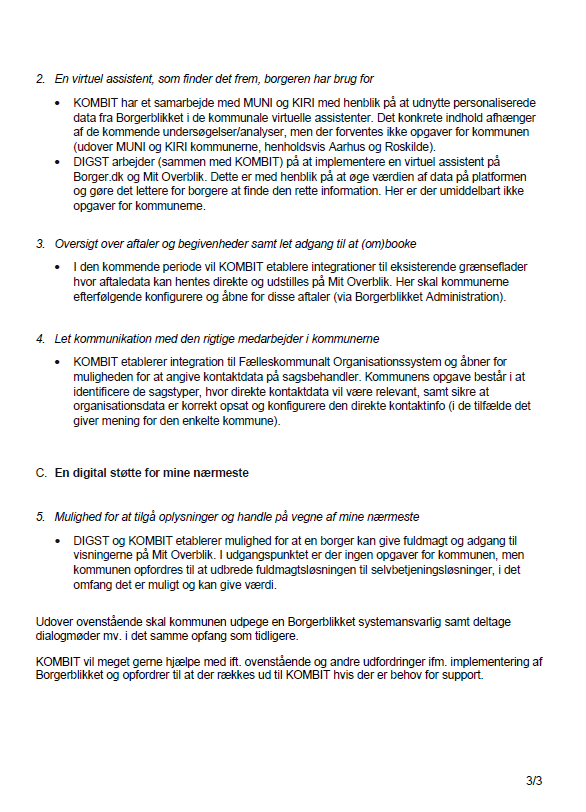 2. En virtuel assistent, som finder det frem, borgeren har brug for
• KOMBIT har et samarbejde med MUNI og KIRI med henblik på at udnytte personaliserede
data fra Borgerblikket i de kommunale virtuelle assistenter. Det konkrete indhold afhænger
af de kommende undersøgelser/analyser, men der forventes ikke opgaver for kommunen
(udover MUNI og KIRI kommunerne, henholdsvis Aarhus og Roskilde).
• DIGST arbejder (sammen med KOMBIT) på at implementere en virtuel assistent på
Borger.dk og Mit Overblik. Dette er med henblik på at øge værdien af data på platformen
og gøre det lettere for borgere at finde den rette information. Her er der umiddelbart ikke
opgaver for kommunerne.
3. Oversigt over aftaler og begivenheder samt let adgang til at (om)booke
• I den kommende periode vil KOMBIT etablere integrationer til eksisterende grænseflader
hvor aftaledata kan hentes direkte og udstilles på Mit Overblik. Her skal kommunerne
efterfølgende konfigurere og åbne for disse aftaler (via Borgerblikket Administration).
4. Let kommunikation med den rigtige medarbejder i kommunerne
• KOMBIT etablerer integration til Fælleskommunalt Organisationssystem og åbner for
muligheden for at angive kontaktdata på sagsbehandler. Kommunens opgave består i at
identificere de sagstyper, hvor direkte kontaktdata vil være relevant, samt sikre at
organisationsdata er korrekt opsat og konfigurere den direkte kontaktinfo (i de tilfælde det
giver mening for den enkelte kommune).
C. En digital støtte for mine nærmeste
5. Mulighed for at tilgå oplysninger og handle på vegne af mine nærmeste
• DIGST og KOMBIT etablerer mulighed for at en borger kan give fuldmagt og adgang til
visningerne på Mit Overblik. I udgangspunktet er der ingen opgaver for kommunen, men
kommunen opfordres til at udbrede fuldmagtsløsningen til selvbetjeningsløsninger, i det
omfang det er muligt og kan give værdi.
Udover ovenstående skal kommunen udpege en Borgerblikket systemansvarlig samt deltage
dialogmøder mv. i det samme opfang som tidligere.
KOMBIT vil meget gerne hjælpe med ift. ovenstående og andre udfordringer ifm. implementering af
Borgerblikket og opfordrer til at der rækkes ud til KOMBIT hvis der er behov for support.
3/3